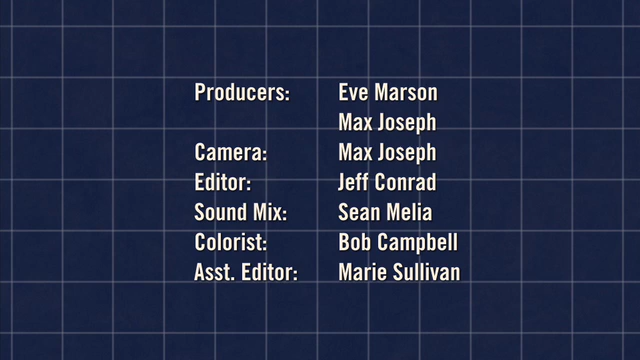 Producers: Eve Marson
Max Joseph
Camera: Max Joseph
Editor: Jeff Conrad
Sound Mix: Sean Melia
Colorist: Bob Campbell
Asst. Editor: Marie Sullivan